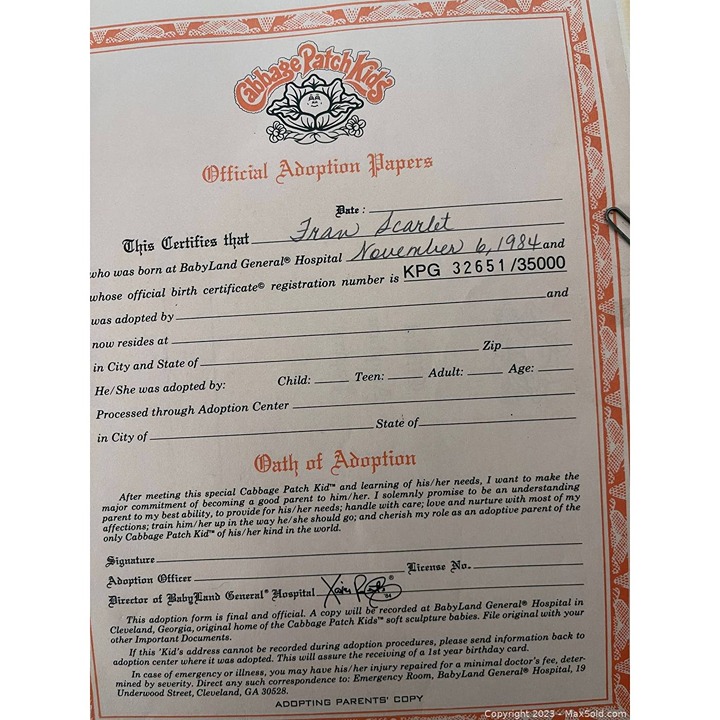 Cabbage Patch Kids
Official Adoption Papers
Date:
This Certifies that Fran Scarlet
who was born at BabyLand General® Hospital November 6, 1984 and
whose official birth certificate© registration number is KPG 32651/35000
was adopted by and
now resides at
in City and State of Zip
He/She was adopted by: Child: Teen: Adult: Age:
Processed through Adoption Center
in City of State of
Oath of Adoption
After meeting this special Cabbage Patch Kid™ and learning of his/her needs, I want to make the
major commitment of becoming a good parent to him/her. I solemnly promise to be an understanding
parent to my best ability, to provide for his/her needs; handle with care; love and nurture with most of my
affections; train him/her up in the way he/she should go; and cherish my role as an adoptive parent of the
only Cabbage Patch Kid™ of his/her kind in the world.
Signature
Adoption Officer License No.
Director of BabyLand General® Hospital Xavier Roberts ® '84
This adoption form is final and official. A copy will be recorded at BabyLand General® Hospital in
Cleveland, Georgia, original home of the Cabbage Patch Kids™ soft sculpture babies. File original with your
other Important Documents.
If this 'Kid's address cannot be recorded during adoption procedures, please send information back to
adoption center where it was adopted. This will assure the receiving of a 1st year birthday card.
In case of emergency or illness, you may have his/her injury repaired for a minimal doctor's fee, deter-
mined by severity. Direct any such correspondence to: Emergency Room, BabyLand General® Hospital, 19
Underwood Street, Cleveland, GA 30528.
ADOPTING PARENTS' COPY
Copyright 2023 - MaxSold.com